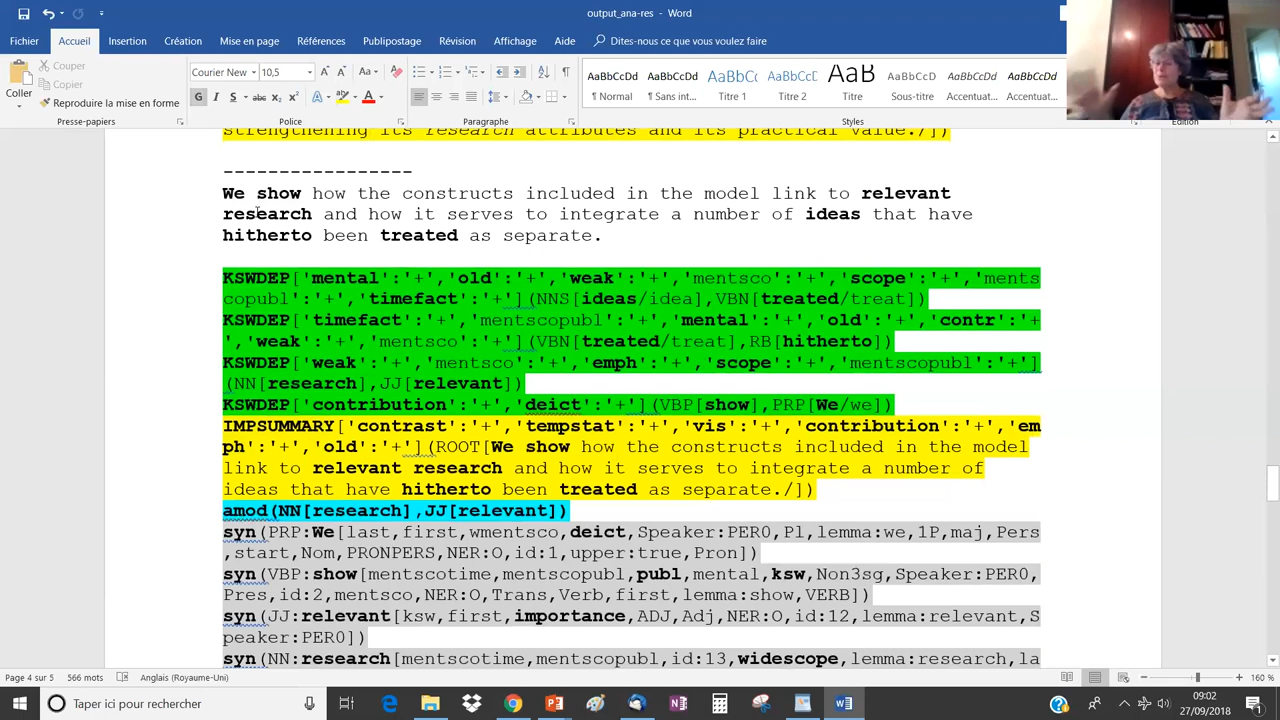 output_ana-res - Word
Fichier Accueil Insertion Création Mise en page Références Publipostage Révision Affichage Aide Dites-nous ce que vous voulez faire
Coller
Couper
Copier
Reproduire la mise en forme
Presse-papiers
Courier New 10,5
Police
Paragraphe
AaBbCcDd AaBbCcDd AaBbCcD AaBbCcD AaB AaBbCcD AaBbCcDd AaBbCcDd
¶ Normal ¶ Sans int... Titre 1 Titre 2 Titre Sous-titre Accentuat... Accentuat...
Styles
Édition
strengthening its research attributes and its practical value./])
-----------------
We show how the constructs included in the model link to relevant
research and how it serves to integrate a number of ideas that have
hitherto been treated as separate.
KSWDEP['mental':'+','old':'+','weak':'+','mentsco':'+','scope':'+','ments
copubl':'+','timefact':'+'](NNS[ideas/idea],VBN[treated/treat])
KSWDEP['timefact':'+','mentscopubl':'+','mental':'+','old':'+','contr':'+
','weak':'+','mentsco':'+'](VBN[treated/treat],RB[hitherto])
KSWDEP['weak':'+','mentsco':'+','emph':'+','scope':'+','mentscopubl':'+']
(NN[research],JJ[relevant])
KSWDEP['contribution':'+','deict':'+'](VBP[show],PRP[We/we])
IMPSUMMARY['contrast':'+','tempstat':'+','vis':'+','contribution':'+','em
ph':'+','old':'+'](ROOT[We show how the constructs included in the model
link to relevant research and how it serves to integrate a number of
ideas that have hitherto been treated as separate./])
amod(NN[research],JJ[relevant])
syn(PRP:We[last,first,wmentsco,deict,Speaker:PER0,Pl,lemma:we,1P,maj,Pers
,start,Nom,PRONPERS,NER:O,id:1,upper:true,Pron])
syn(VBP:show[mentscotime,mentscopubl,publ,mental,ksw,Non3sg,Speaker:PER0,
Pres,id:2,mentsco,NER:O,Trans,Verb,first,lemma:show,VERB])
syn(JJ:relevant[ksw,first,importance,ADJ,Adj,NER:O,id:12,lemma:relevant,S
peaker:PER0])
syn(NN:research[mentscotime,mentscopubl,id:13,widescope,lemma:research,la
Page 4 sur 5 566 mots Anglais (Royaume-Uni) 160 %
Taper ici pour rechercher
09:02
27/09/2018